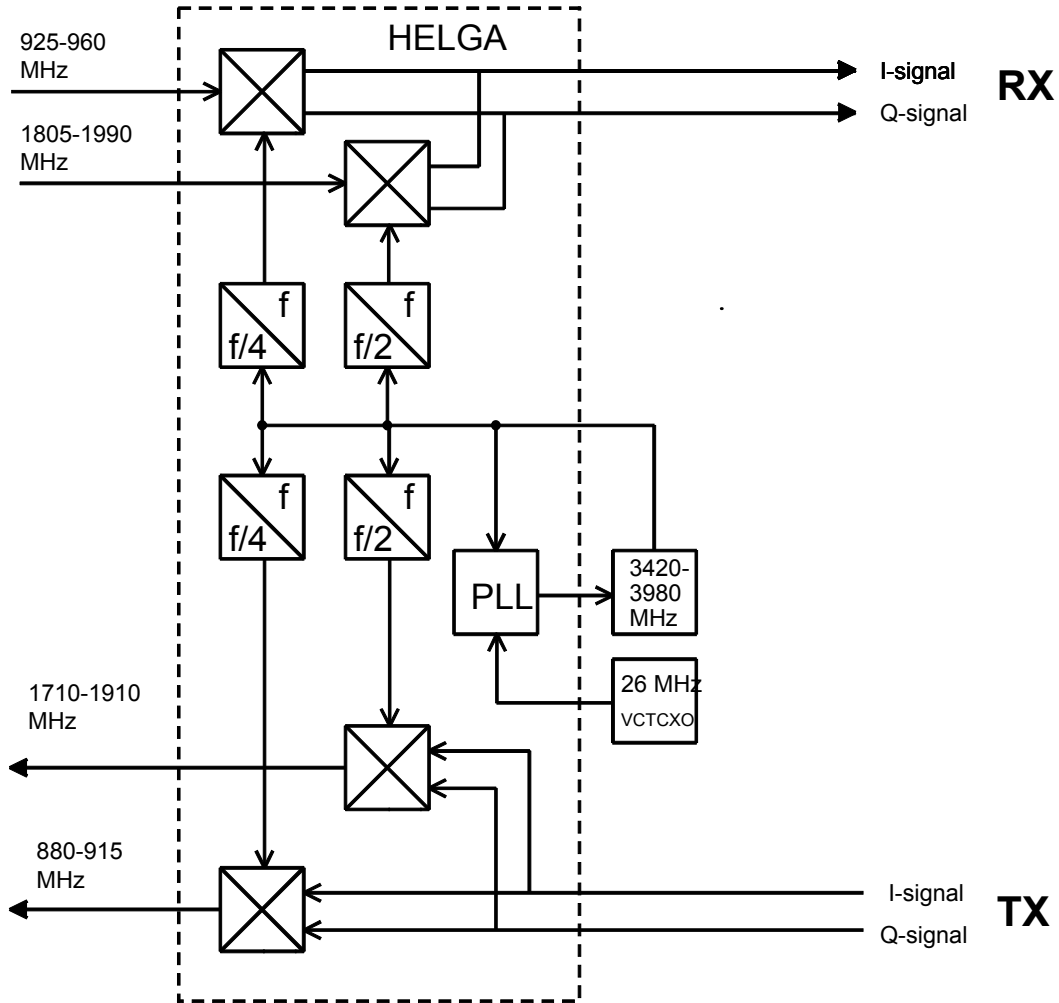 HELGA
925-960
MHz
I-signal
RX
Q-signal
1805-1990
MHz
f
f/4
f
f/2
f
f/4
f
f/2
PLL
3420-
3980
MHz
26 MHz
VCTCXO
1710-1910
MHz
880-915
MHz
I-signal
TX
Q-signal